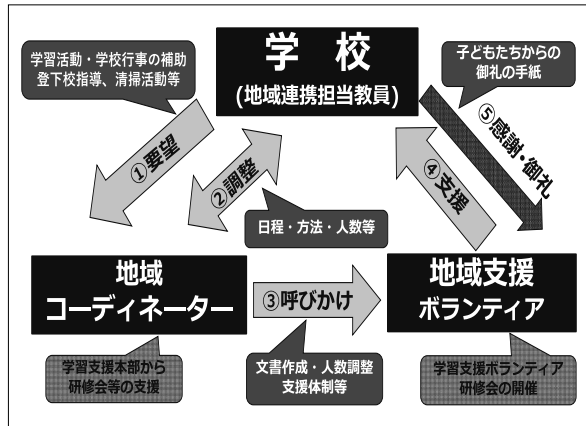 学習活動・学校行事の補助
登下校指導、清掃活動等
学 校
(地域連携担当教員)
子どもたちからの
御礼の手紙
①要望
②調整
④支援
⑤感謝・御礼
日程・方法・人数等
地域
コーディネーター
③呼びかけ
地域支援
ボランティア
学習支援本部から
研修会等の支援
文書作成・人数調整
支援体制等
学習支援ボランティア
研修会の開催